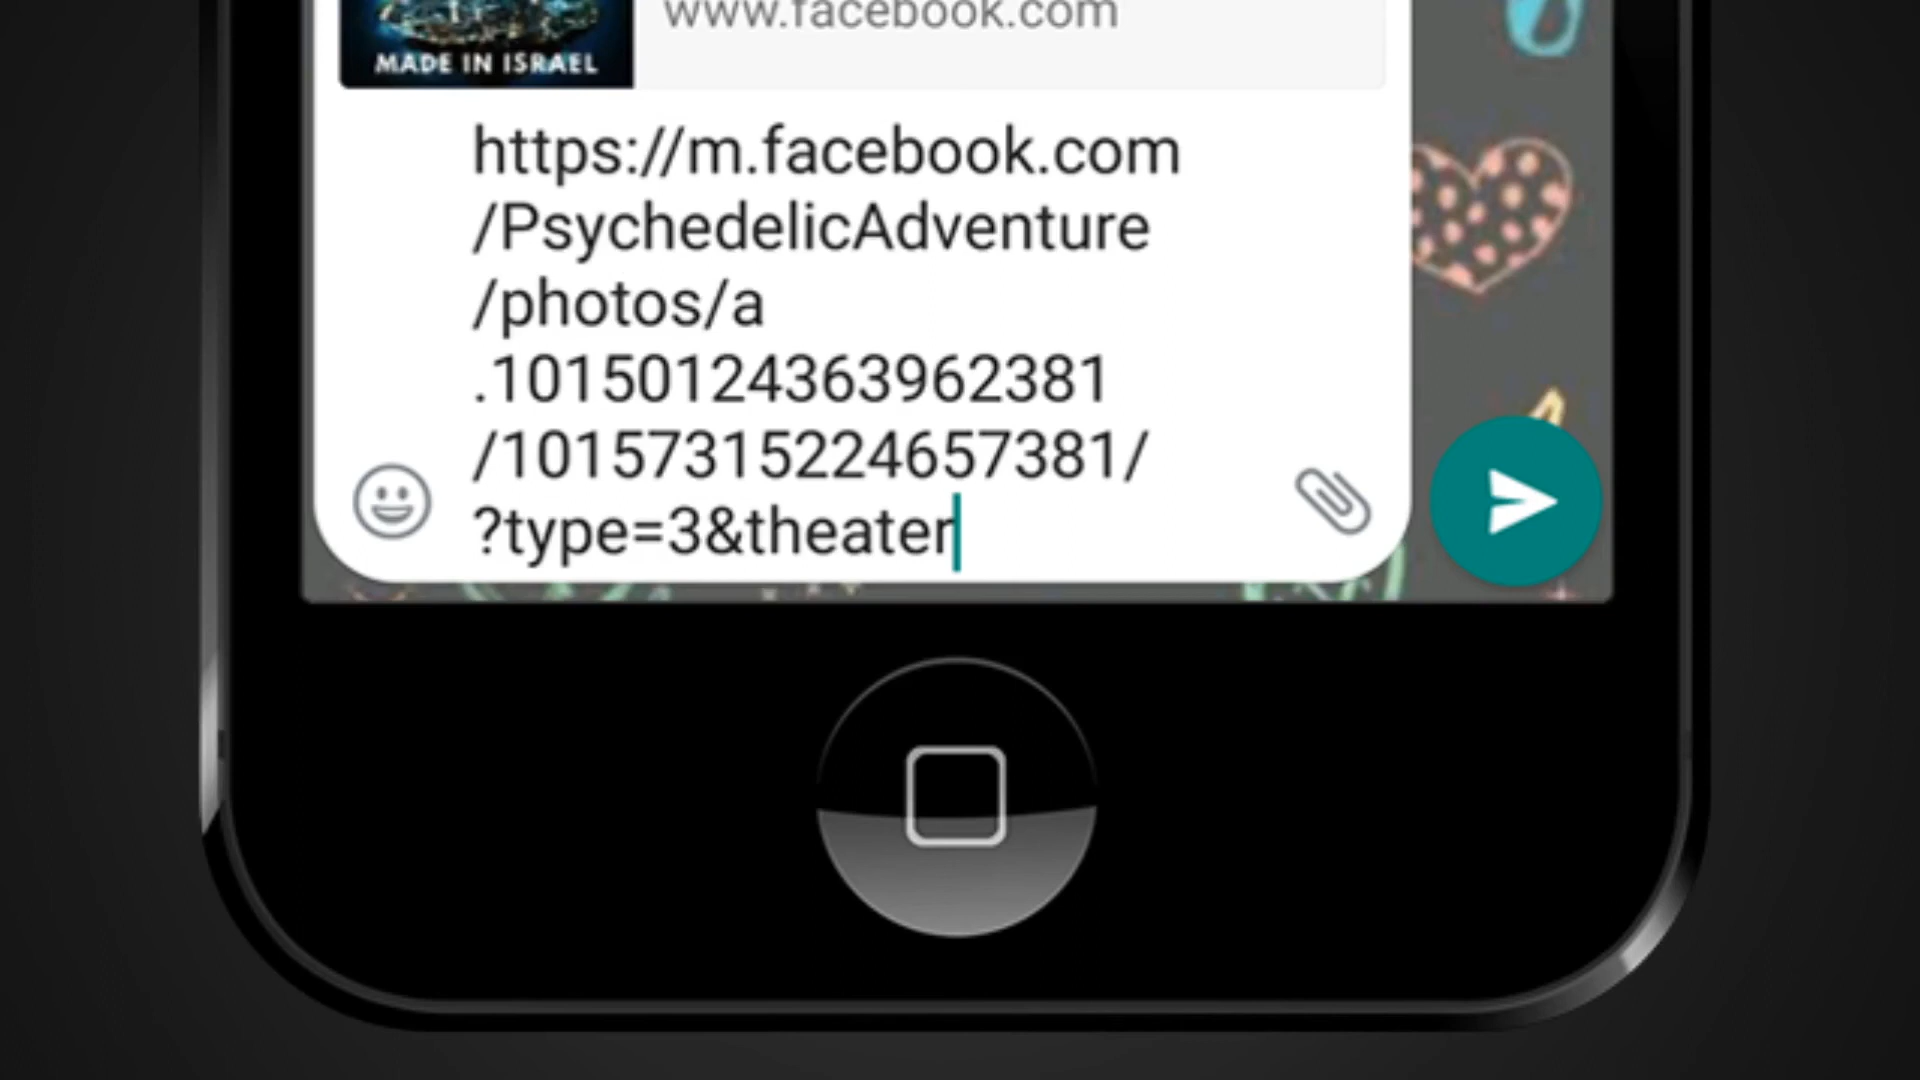 www.facebook.com
MADE IN ISRAEL
https://m.facebook.com
/PsychedelicAdventure
/photos/a
.10150124363962381
/10157315224657381/
?type=3&theater